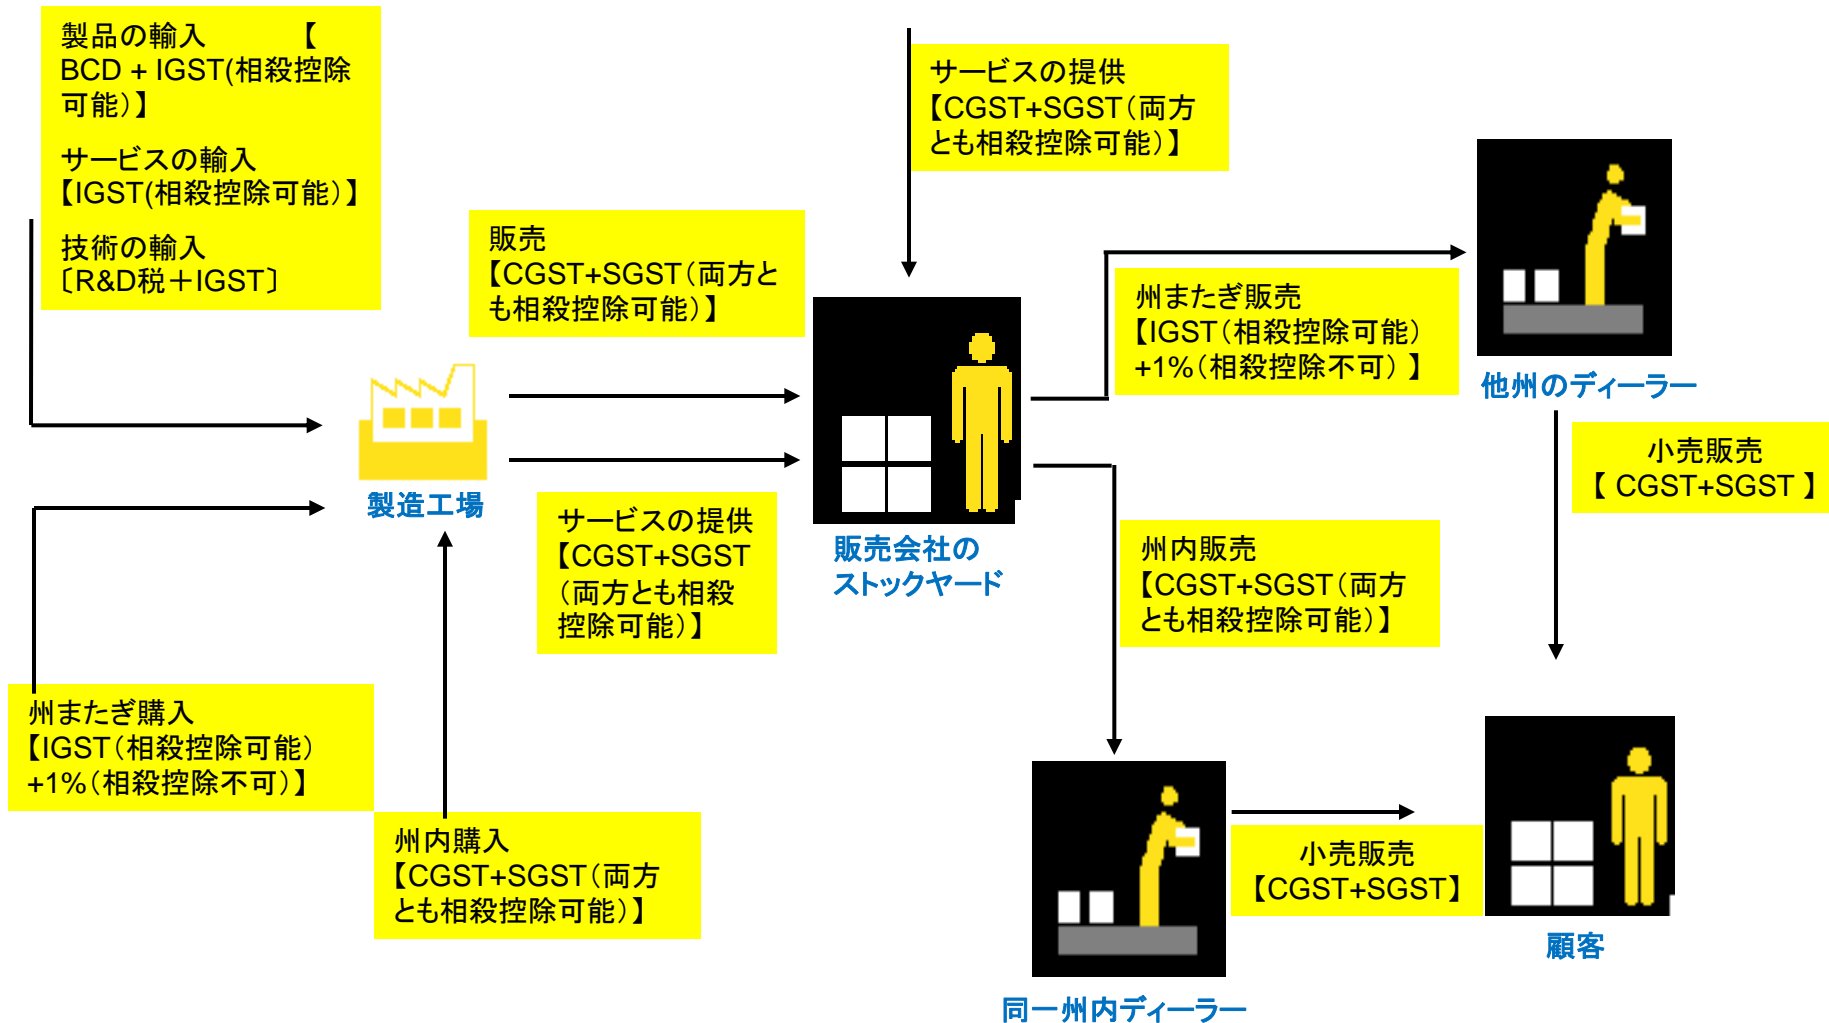 製品の輸入　　　【
BCD + IGST(相殺控除
可能)】
サービスの輸入
【IGST(相殺控除可能)】
技術の輸入
〔R&D税＋IGST〕
サービスの提供
【CGST+SGST(両方
とも相殺控除可能)】
販売
【CGST+SGST(両方と
も相殺控除可能)】
州またぎ販売
【IGST(相殺控除可能)
+1%(相殺控除不可) 】
他州のディーラー
小売販売
【 CGST+SGST 】
製造工場
サービスの提供
【CGST+SGST
(両方とも相殺
控除可能)】
販売会社の
ストックヤード
州内販売
【CGST+SGST(両方
とも相殺控除可能)】
州またぎ購入
【IGST(相殺控除可能)
+1%(相殺控除不可)】
州内購入
【CGST+SGST(両方
とも相殺控除可能)】
小売販売
【CGST+SGST】
顧客
同一州内ディーラー